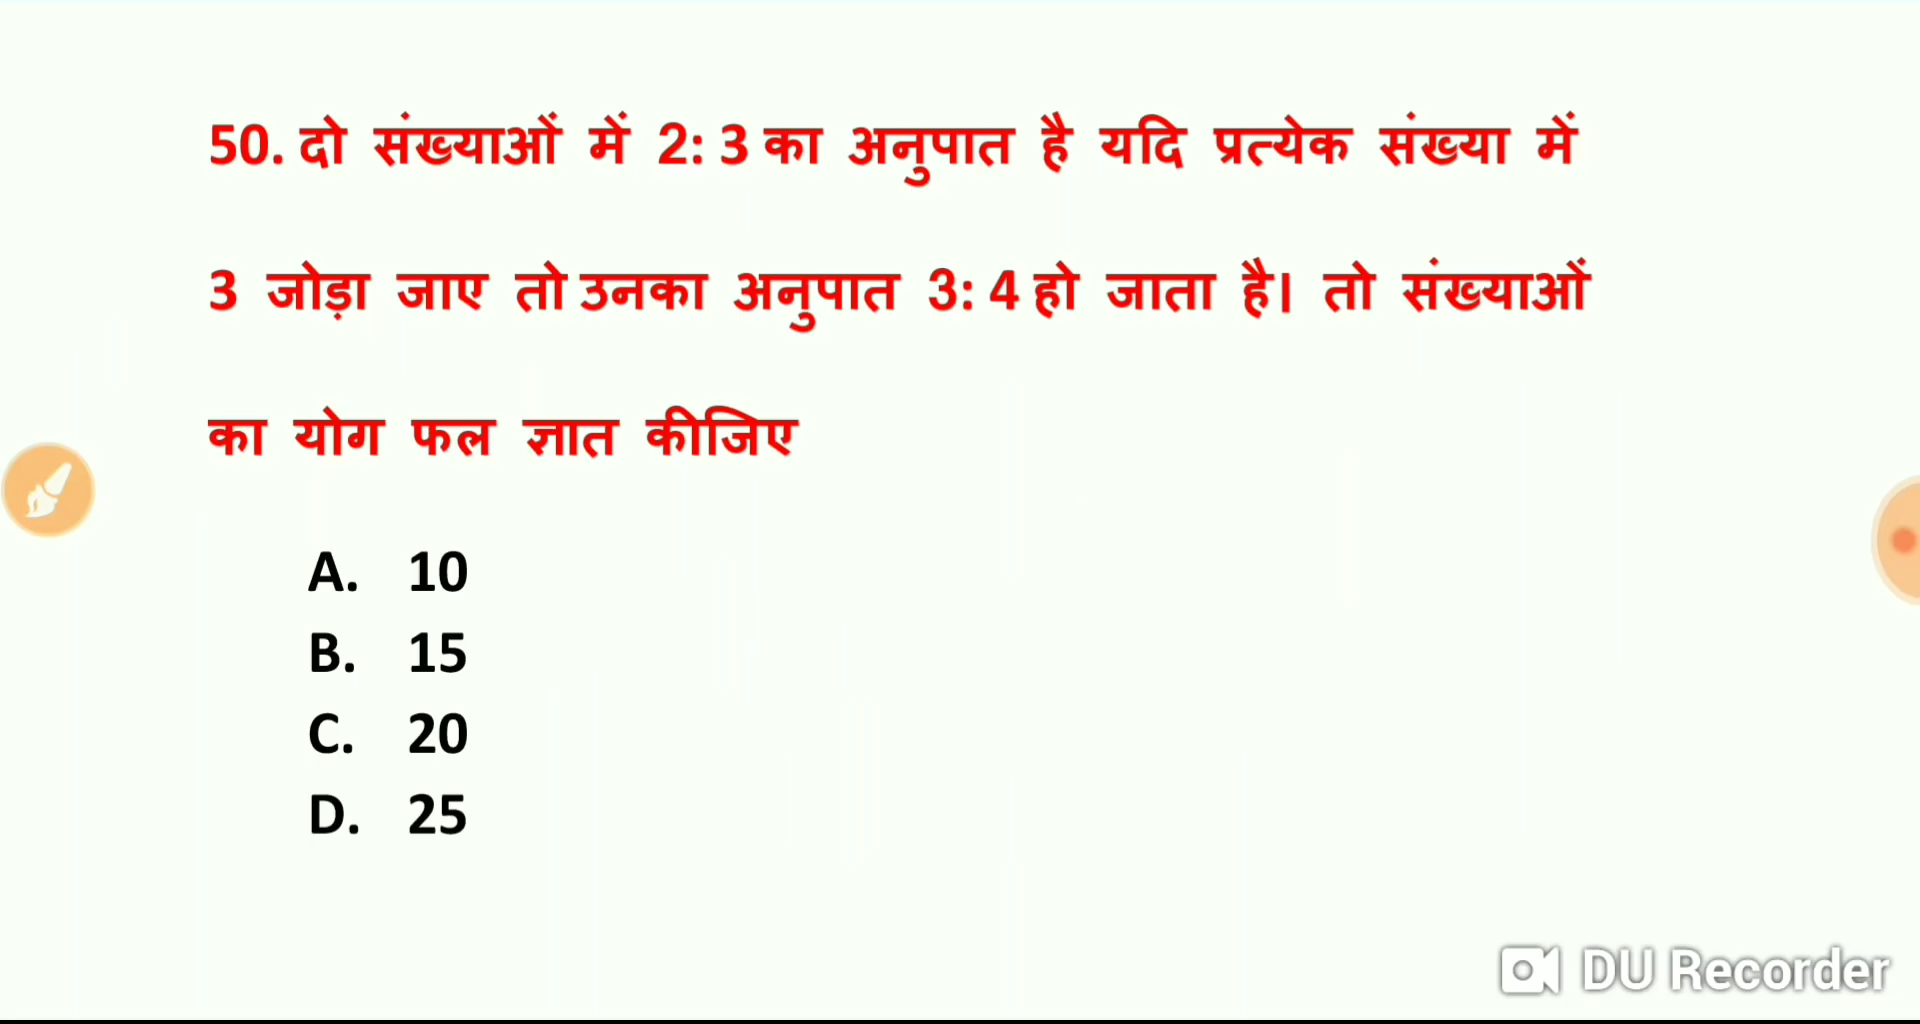 50. दो संख्याओं में 2: 3 का अनुपात है यदि प्रत्येक संख्या में
3 जोड़ा जाए तो उनका अनुपात 3: 4 हो जाता है। तो संख्याओं
का योग फल ज्ञात कीजिए
A. 10
B. 15
C. 20
D. 25
DU Recorder